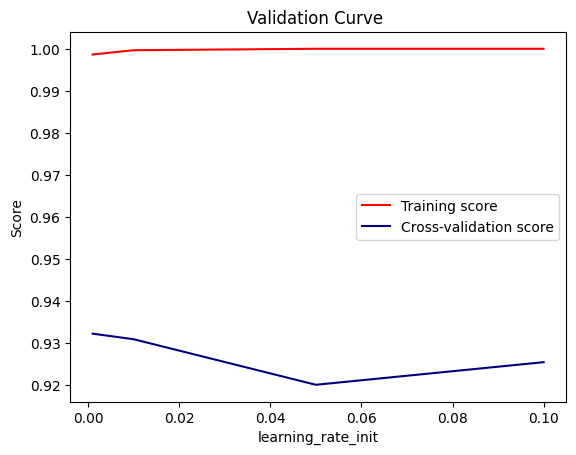 Validation Curve
1.00
0.99
0.98
0.97
0.96
0.95
0.94
0.93
0.92
Score
Training score
Cross-validation score
0.00 0.02 0.04 0.06 0.08 0.10
learning_rate_init